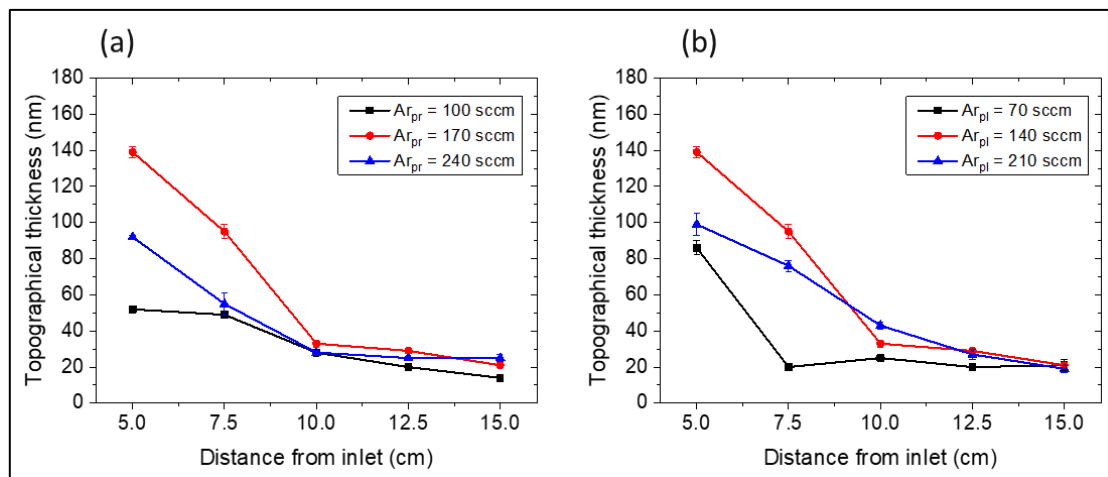 (a)
Topographical thickness (nm)
180
160
140
120
100
80
60
40
20
0
Ar_pr = 100 sccm
Ar_pr = 170 sccm
Ar_pr = 240 sccm
5.0 7.5 10.0 12.5 15.0
Distance from inlet (cm)
(b)
Topographical thickness (nm)
180
160
140
120
100
80
60
40
20
0
Ar_pl = 70 sccm
Ar_pl = 140 sccm
Ar_pl = 210 sccm
5.0 7.5 10.0 12.5 15.0
Distance from inlet (cm)